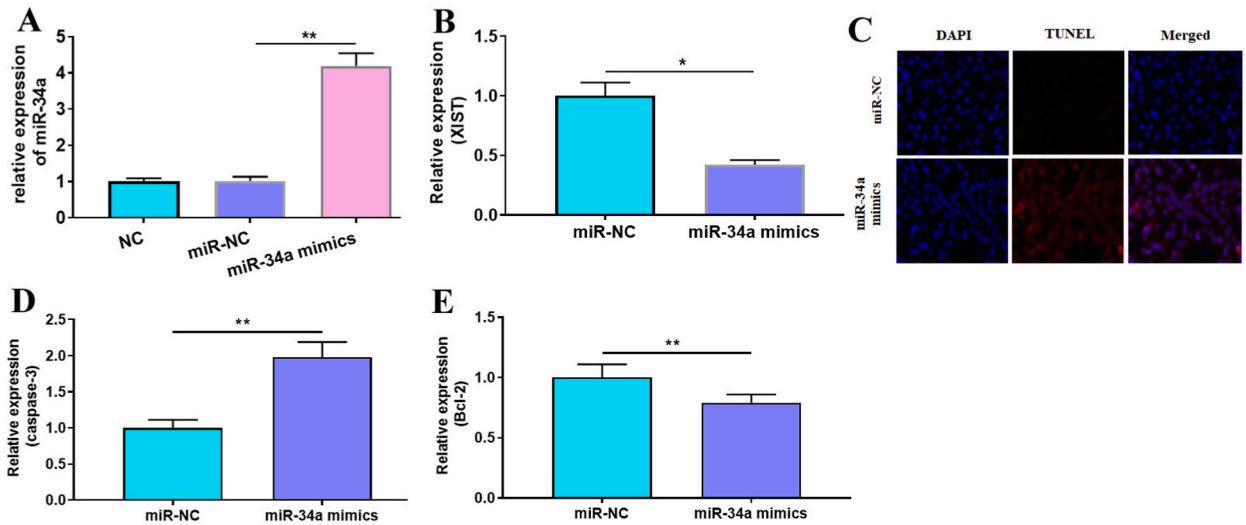 A
relative expression
of miR-34a
5
4
3
2
1
0
**
NC
miR-NC
miR-34a mimics
B
Relative expression
(XIST)
1.5
1.0
0.5
0.0
*
miR-NC
miR-34a mimics
C
DAPI
TUNEL
Merged
miR-NC
miR-34a
mimics
D
Relative expression
(caspase-3)
2.5
2.0
1.5
1.0
0.5
0.0
**
miR-NC
miR-34a mimics
E
Relative expression
(Bcl-2)
1.5
1.0
0.5
0.0
**
miR-NC
miR-34a mimics